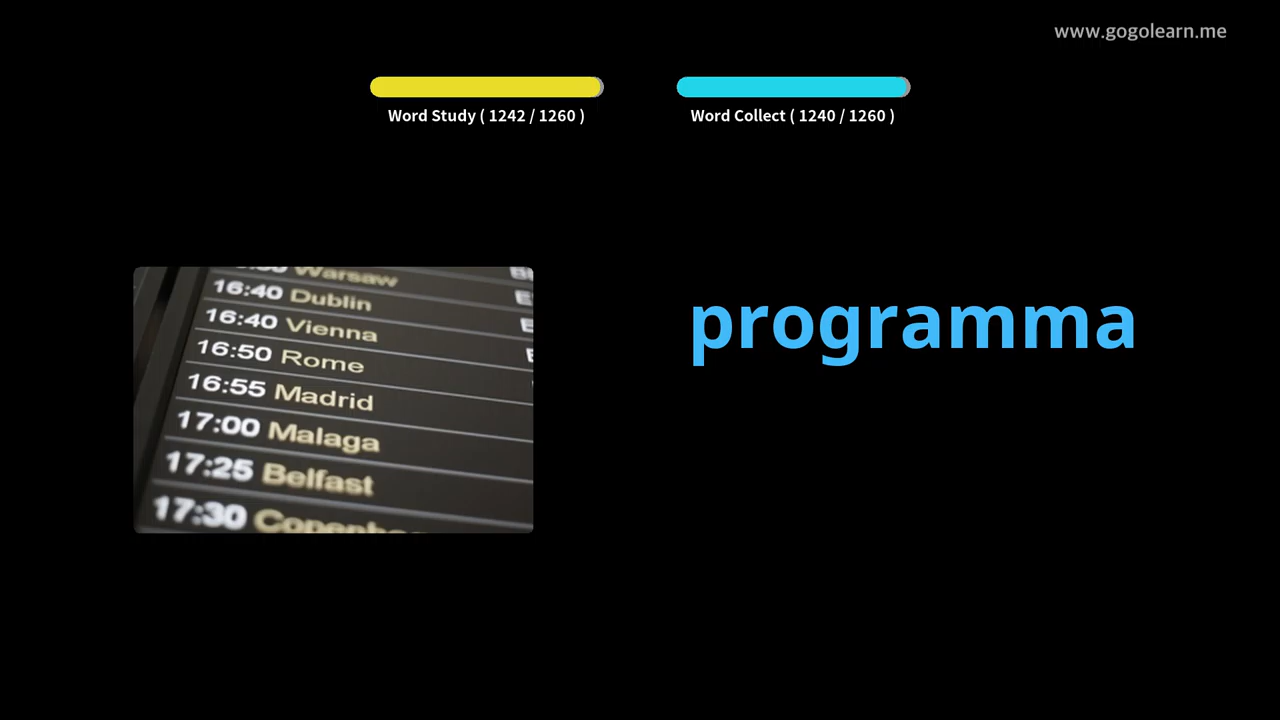 www.gogolearn.me
Word Study ( 1242 / 1260 )
Word Collect ( 1240 / 1260 )
Warsaw
16:40 Dublin
16:40 Vienna
16:50 Rome
16:55 Madrid
17:00 Malaga
17:25 Belfast
17:30
programma